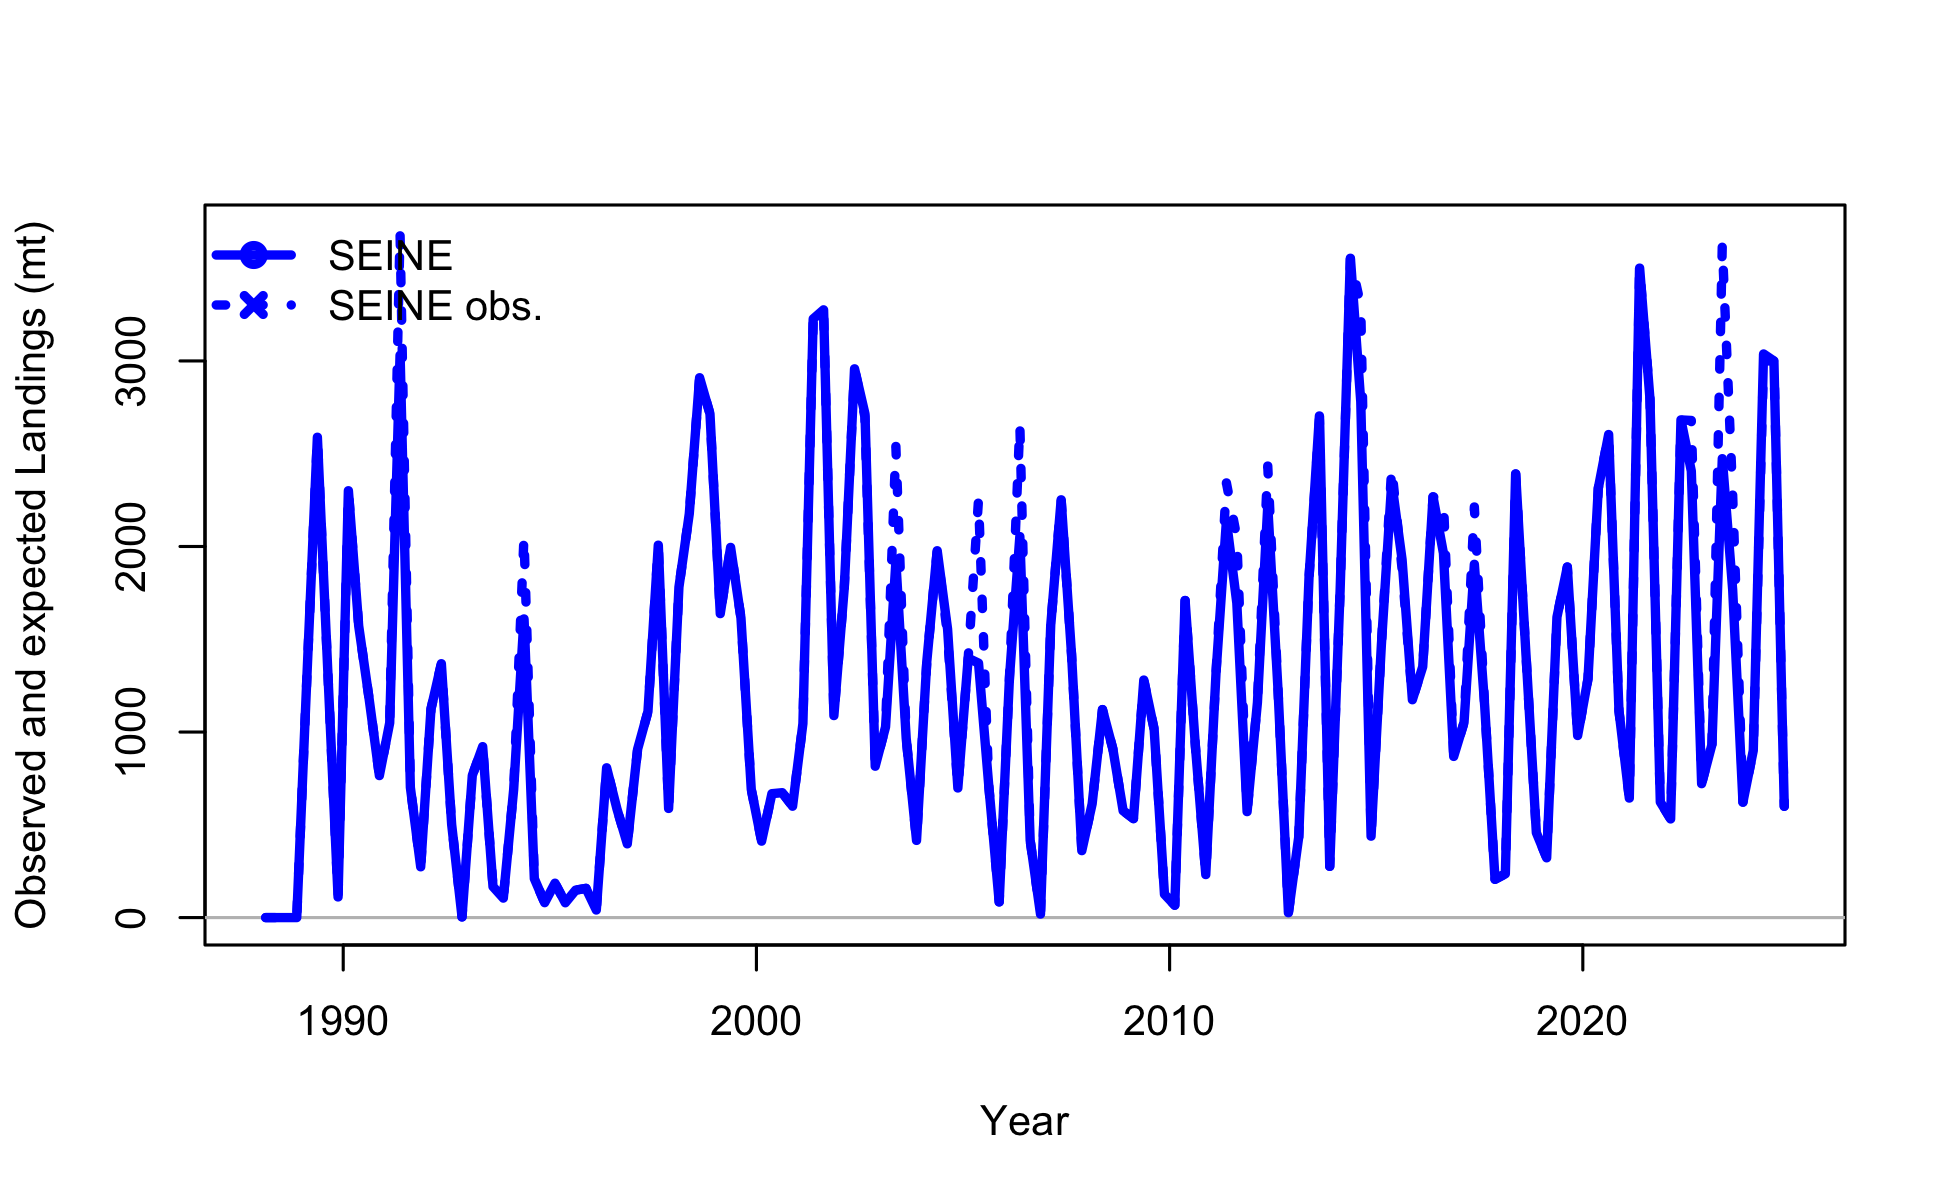 Observed and expected Landings (mt)
SEINE
SEINE obs.
3000
2000
1000
0
1990 2000 2010 2020
Year